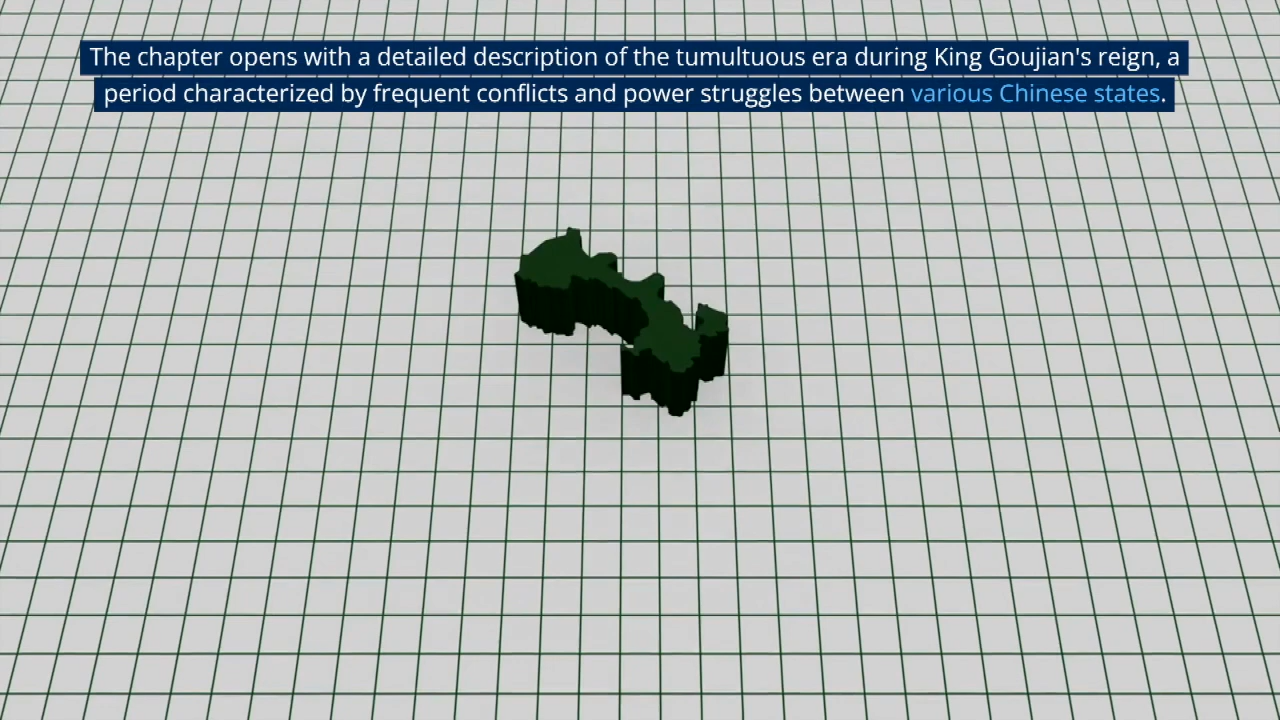 The chapter opens with a detailed description of the tumultuous era during King Goujian's reign, a
period characterized by frequent conflicts and power struggles between various Chinese states.